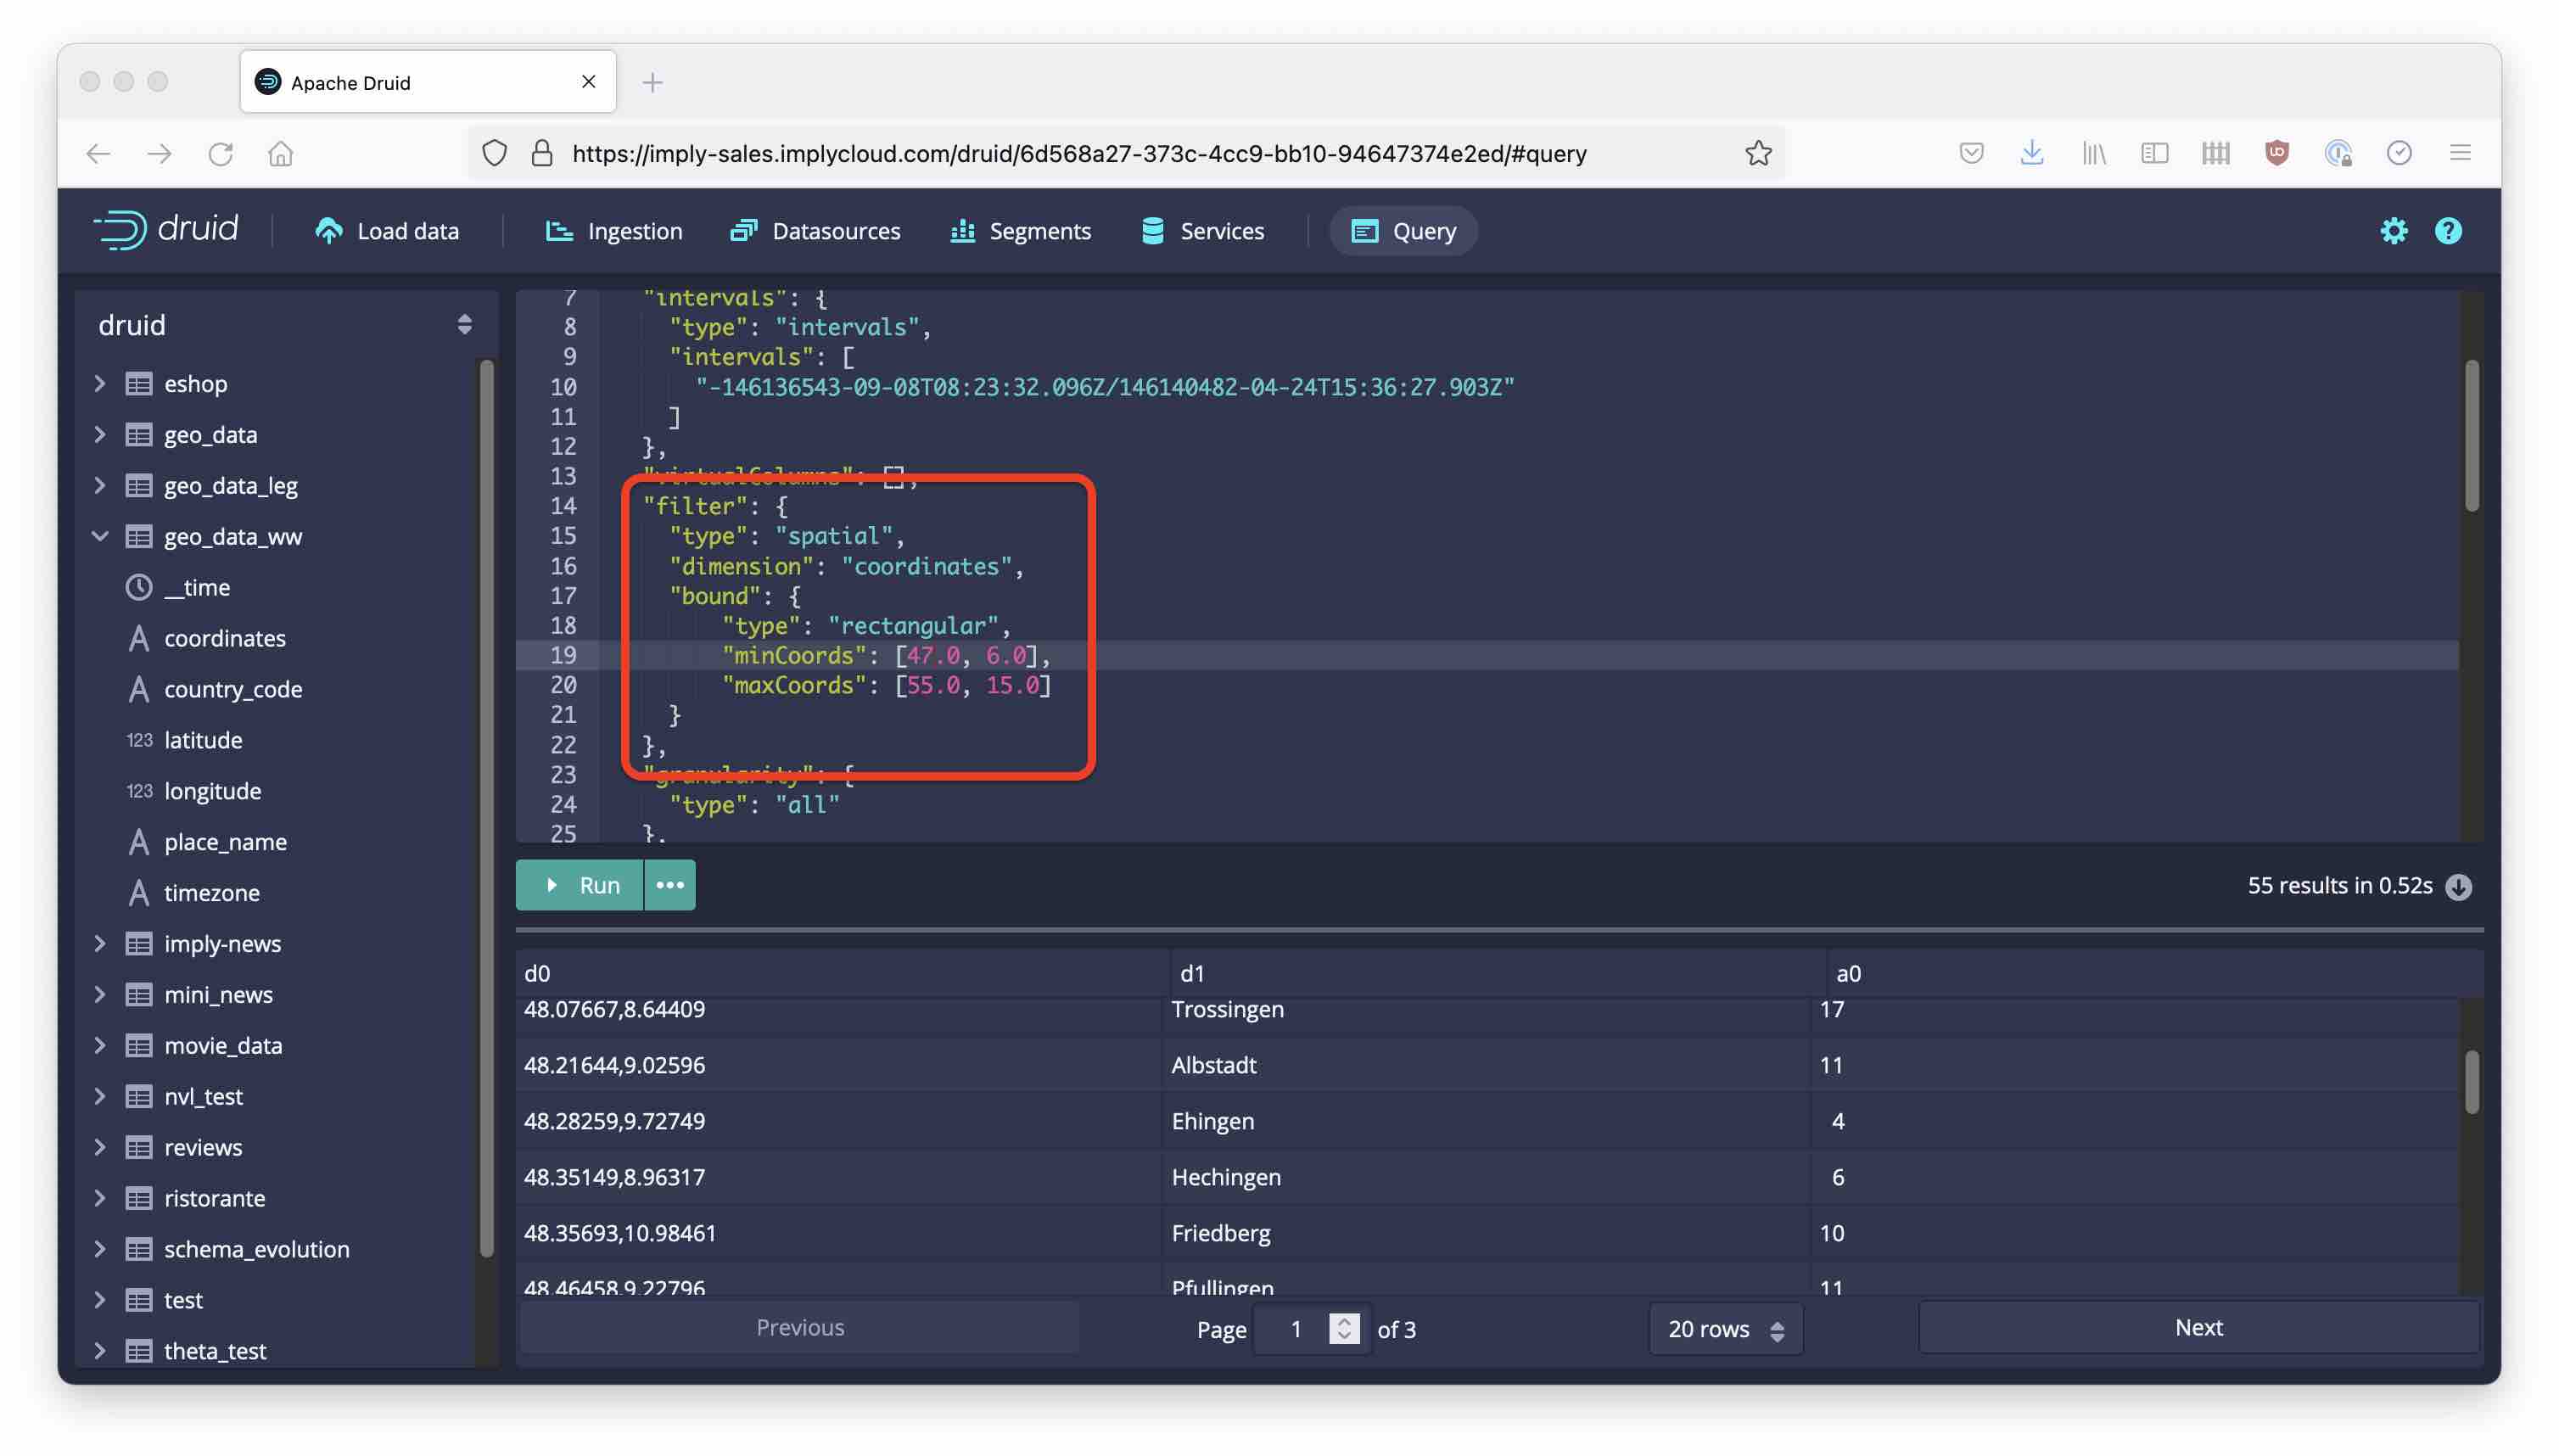 Apache Druid
https://imply-sales.implycloud.com/druid/6d568a27-373c-4cc9-bb10-94647374e2ed/#query
druid
Load data
Ingestion
Datasources
Segments
Services
Query
druid
eshop
geo_data
geo_data_leg
geo_data_ww
__time
coordinates
country_code
123 latitude
123 longitude
place_name
timezone
imply-news
mini_news
movie_data
nvl_test
reviews
ristorante
schema_evolution
test
theta_test
7 "intervals": {
8 "type": "intervals",
9 "intervals": [
10 "-146136543-09-08T08:23:32.096Z/146140482-04-24T15:36:27.903Z"
11 ]
12 },
13 "virtualColumns": [],
14 "filter": {
15 "type": "spatial",
16 "dimension": "coordinates",
17 "bound": {
18 "type": "rectangular",
19 "minCoords": [47.0, 6.0],
20 "maxCoords": [55.0, 15.0]
21 }
22 },
23 "granularity": {
24 "type": "all"
25 },
Run
55 results in 0.52s
d0 d1 a0
48.07667,8.64409 Trossingen 17
48.21644,9.02596 Albstadt 11
48.28259,9.72749 Ehingen 4
48.35149,8.96317 Hechingen 6
48.35693,10.98461 Friedberg 10
48.46458,9.22796 Pfullingen 11
Previous
Page 1 of 3
20 rows
Next